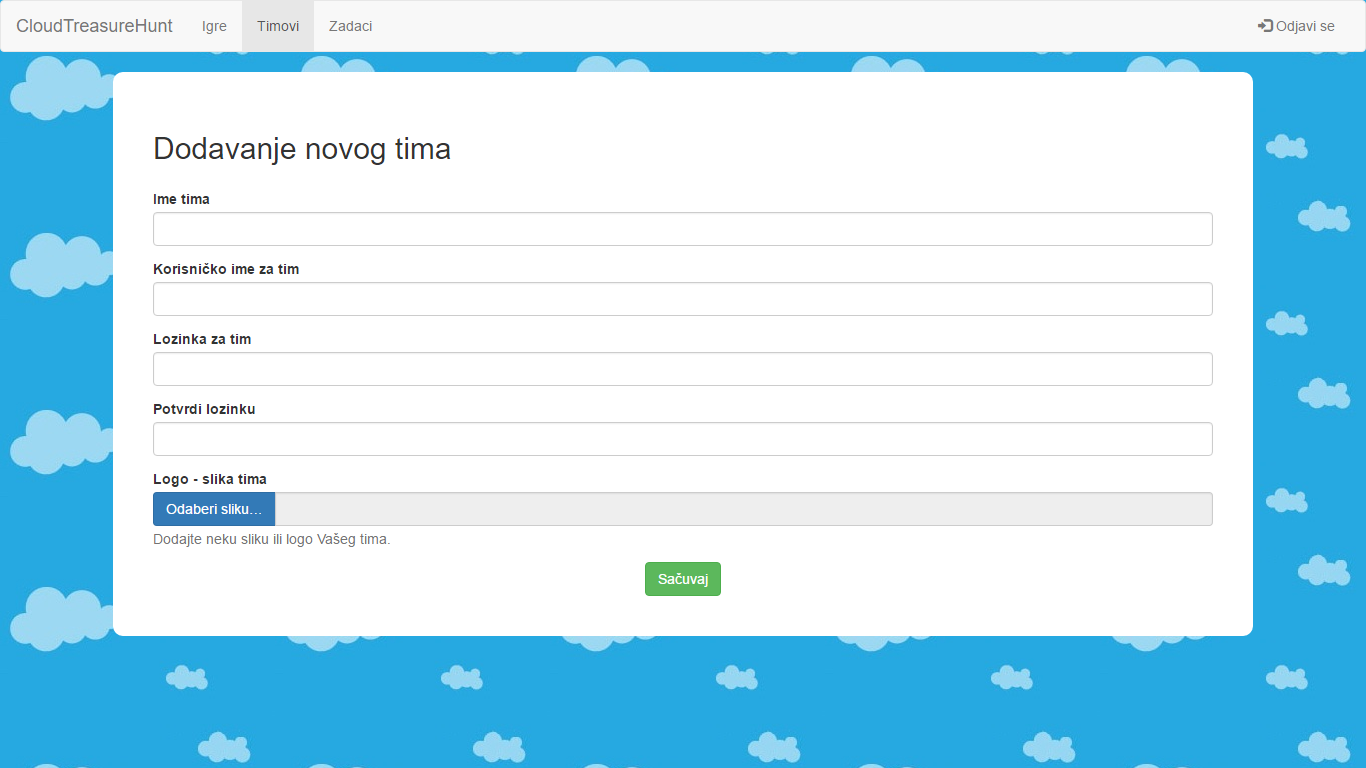 CloudTreasureHunt Igre Timovi Zadaci Odjavi se
Dodavanje novog tima
Ime tima
Korisničko ime za tim
Lozinka za tim
Potvrdi lozinku
Logo - slika tima
Odaberi sliku...
Dodajte neku sliku ili logo Vašeg tima.
Sačuvaj